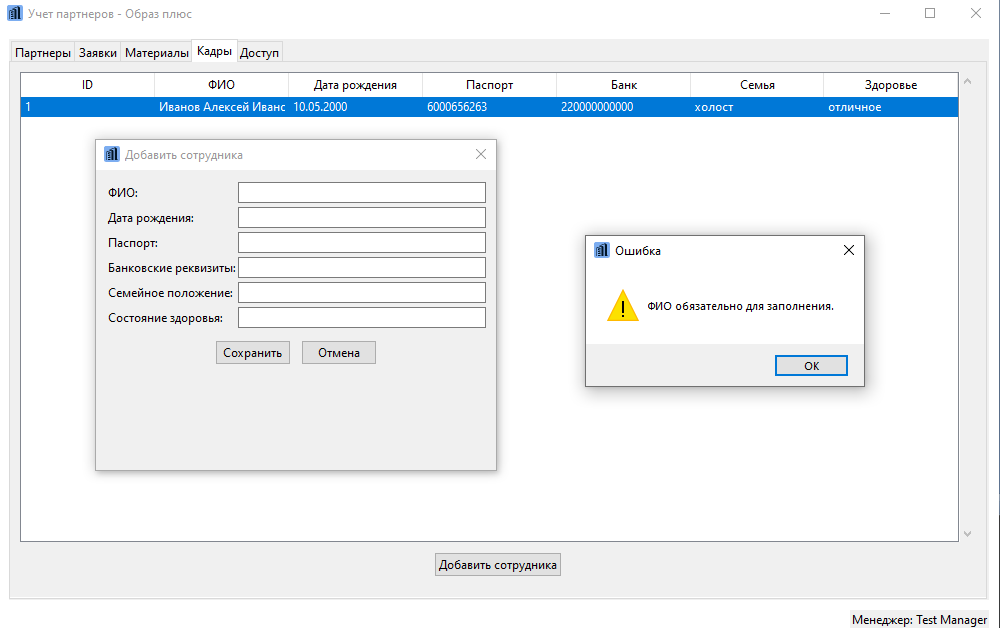 Учет партнеров - Образ плюс
Партнеры Заявки Материалы Кадры Доступ
ID ФИО Дата рождения Паспорт Банк Семья Здоровье
1 Иванов Алексей Иванс 10.05.2000 6000656263 220000000000 холост отличное
Добавить сотрудника
ФИО:
Дата рождения:
Паспорт:
Банковские реквизиты:
Семейное положение:
Состояние здоровья:
Сохранить Отмена
Ошибка
ФИО обязательно для заполнения.
OK
Добавить сотрудника
Менеджер: Test Manager